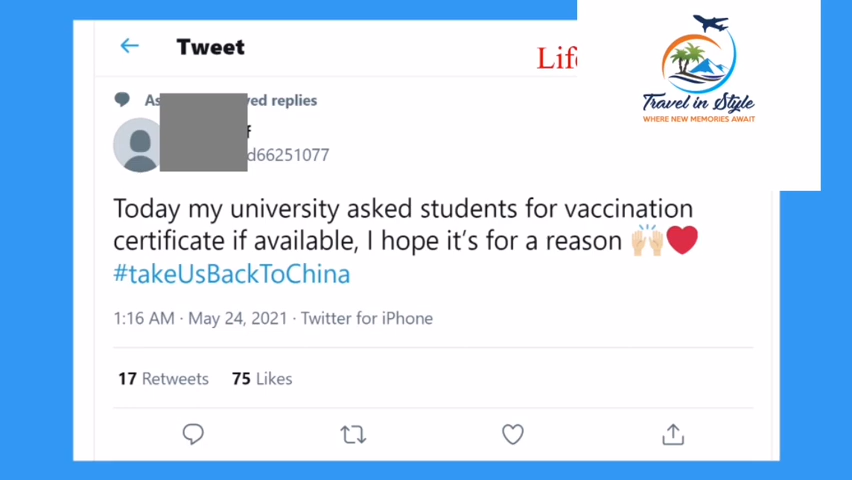 Tweet
Life
Travel in Style
WHERE NEW MEMORIES AWAIT
replies
d66251077
Today my university asked students for vaccination
certificate if available, I hope it's for a reason 🙌🏻❤️
#takeUsBackToChina
1:16 AM · May 24, 2021 · Twitter for iPhone
17 Retweets 75 Likes